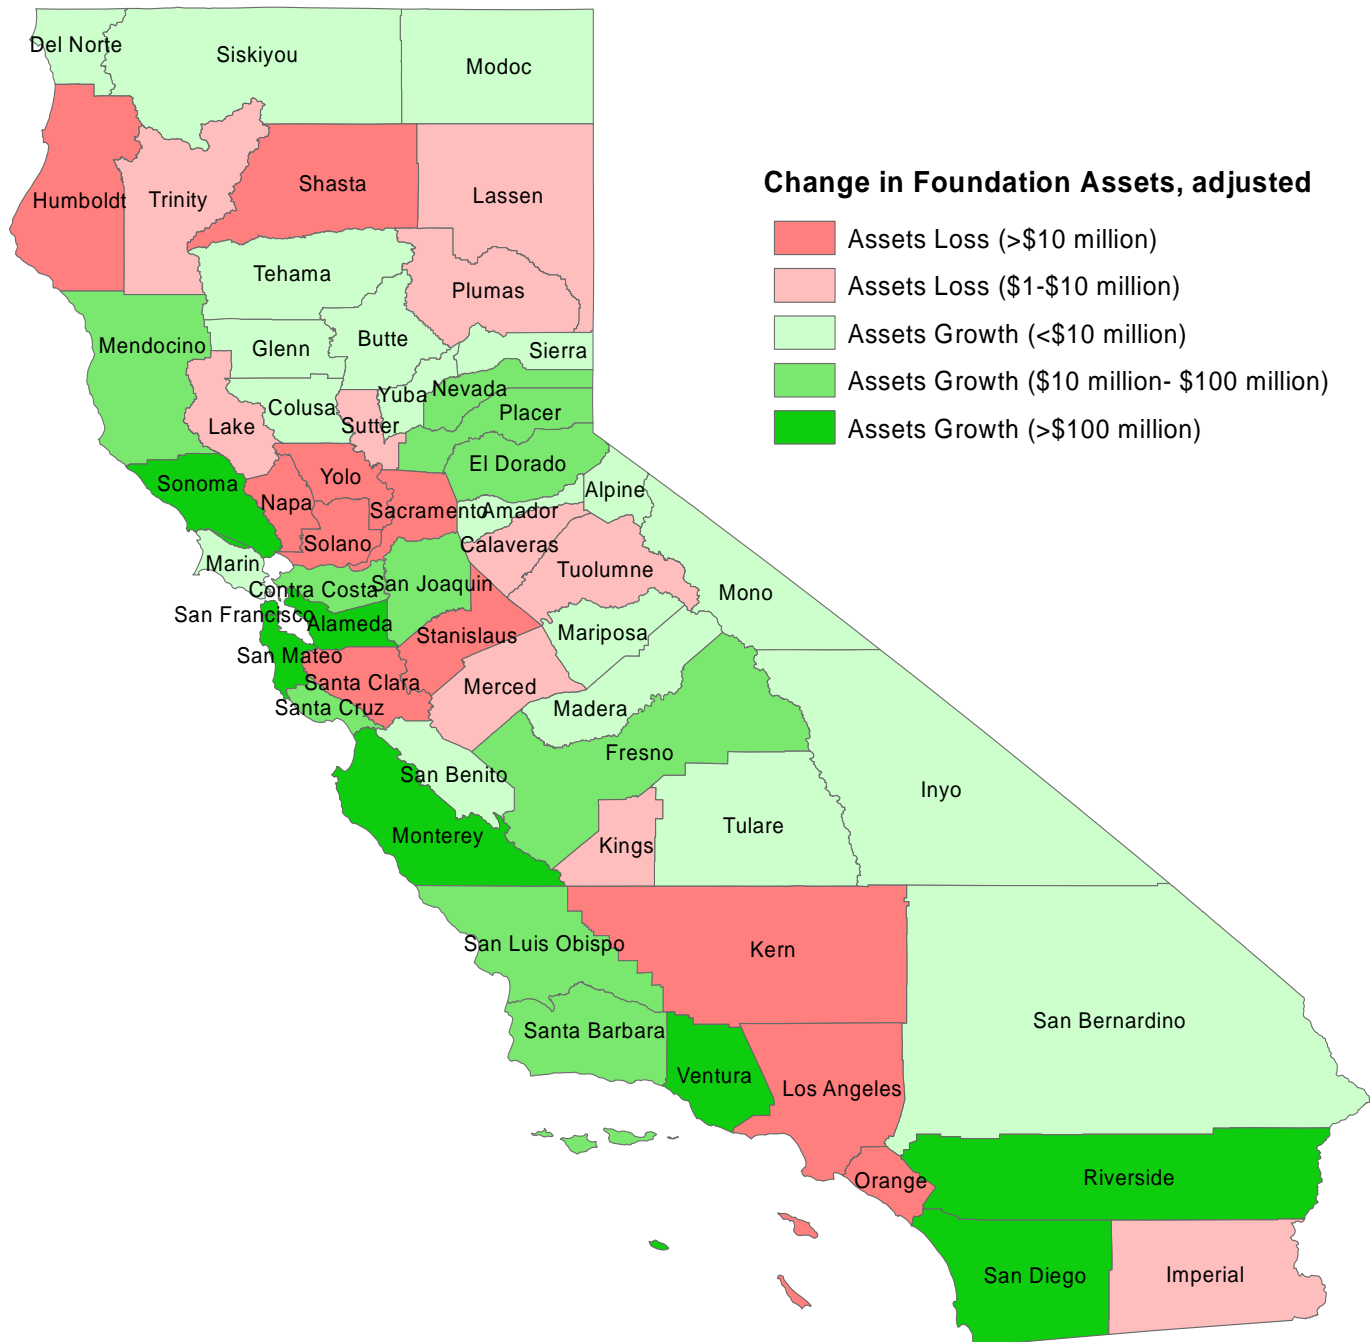 Del Norte
Siskiyou
Modoc
Humboldt
Trinity
Shasta
Lassen
Change in Foundation Assets, adjusted
Assets Loss (>$10 million)
Assets Loss ($1-$10 million)
Assets Growth (<$10 million)
Assets Growth ($10 million- $100 million)
Assets Growth (>$100 million)
Tehama
Plumas
Mendocino
Glenn
Butte
Sierra
Colusa
Yuba
Nevada
Lake
Sutter
Placer
Sonoma
Yolo
El Dorado
Napa
Sacramento
Amador
Alpine
Solano
Calaveras
Marin
Contra Costa
San Joaquin
Tuolumne
Mono
San Francisco
Alameda
Stanislaus
Mariposa
San Mateo
Santa Clara
Merced
Santa Cruz
Madera
Fresno
San Benito
Inyo
Monterey
Kings
Tulare
San Luis Obispo
Kern
Santa Barbara
San Bernardino
Ventura
Los Angeles
Orange
Riverside
San Diego
Imperial